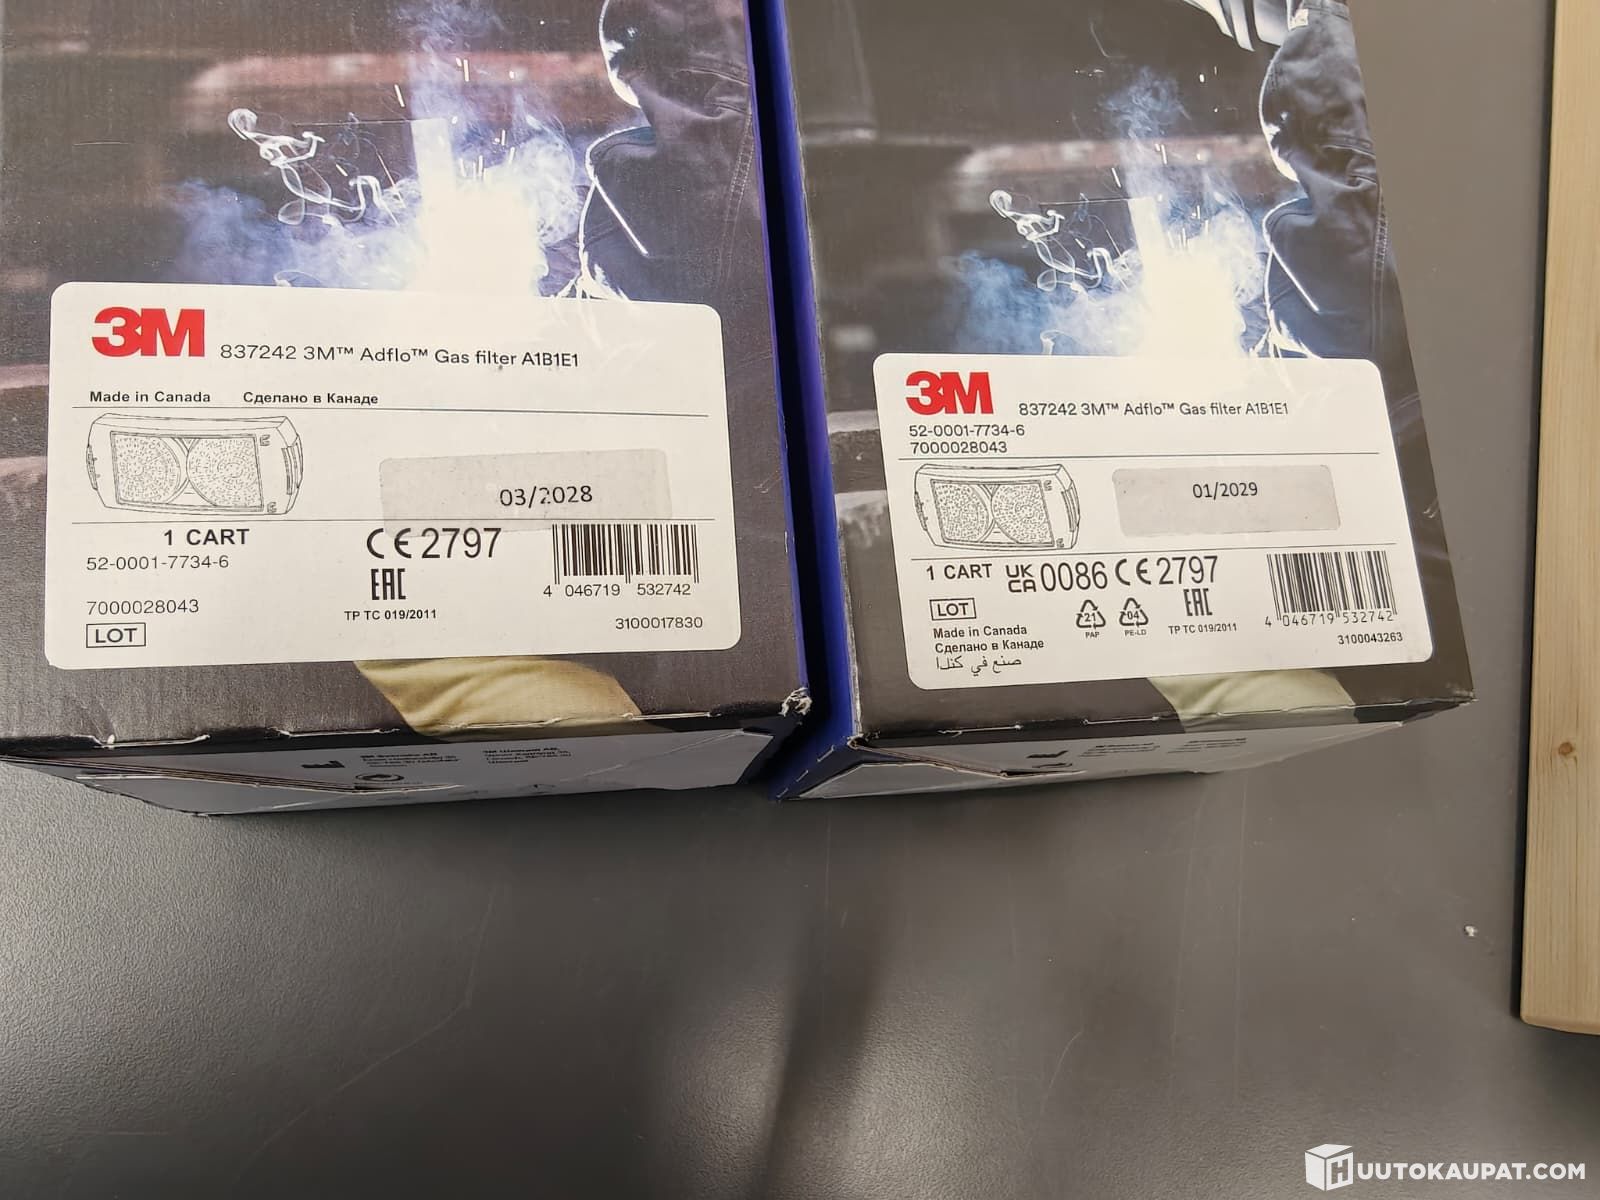 3M
837242 3M™ Adflo™ Gas filter A1B1E1
Made in Canada Сделано в Канаде
03/2028
1 CART
52-0001-7734-6
7000028043
LOT
CE 2797
EAC
TP TC 019/2011
4 046719 532742
3100017830
3M
837242 3M™ Adflo™ Gas filter A1B1E1
52-0001-7734-6
7000028043
01/2029
1 CART UK CA 0086 CE 2797
LOT
Made in Canada
Сделано в Канаде
صنع في كندا
21
PAP
04
PE-LD
EAC
TP TC 019/2011
4 046719 532742
3100043263
HUUTOKAUPAT.COM